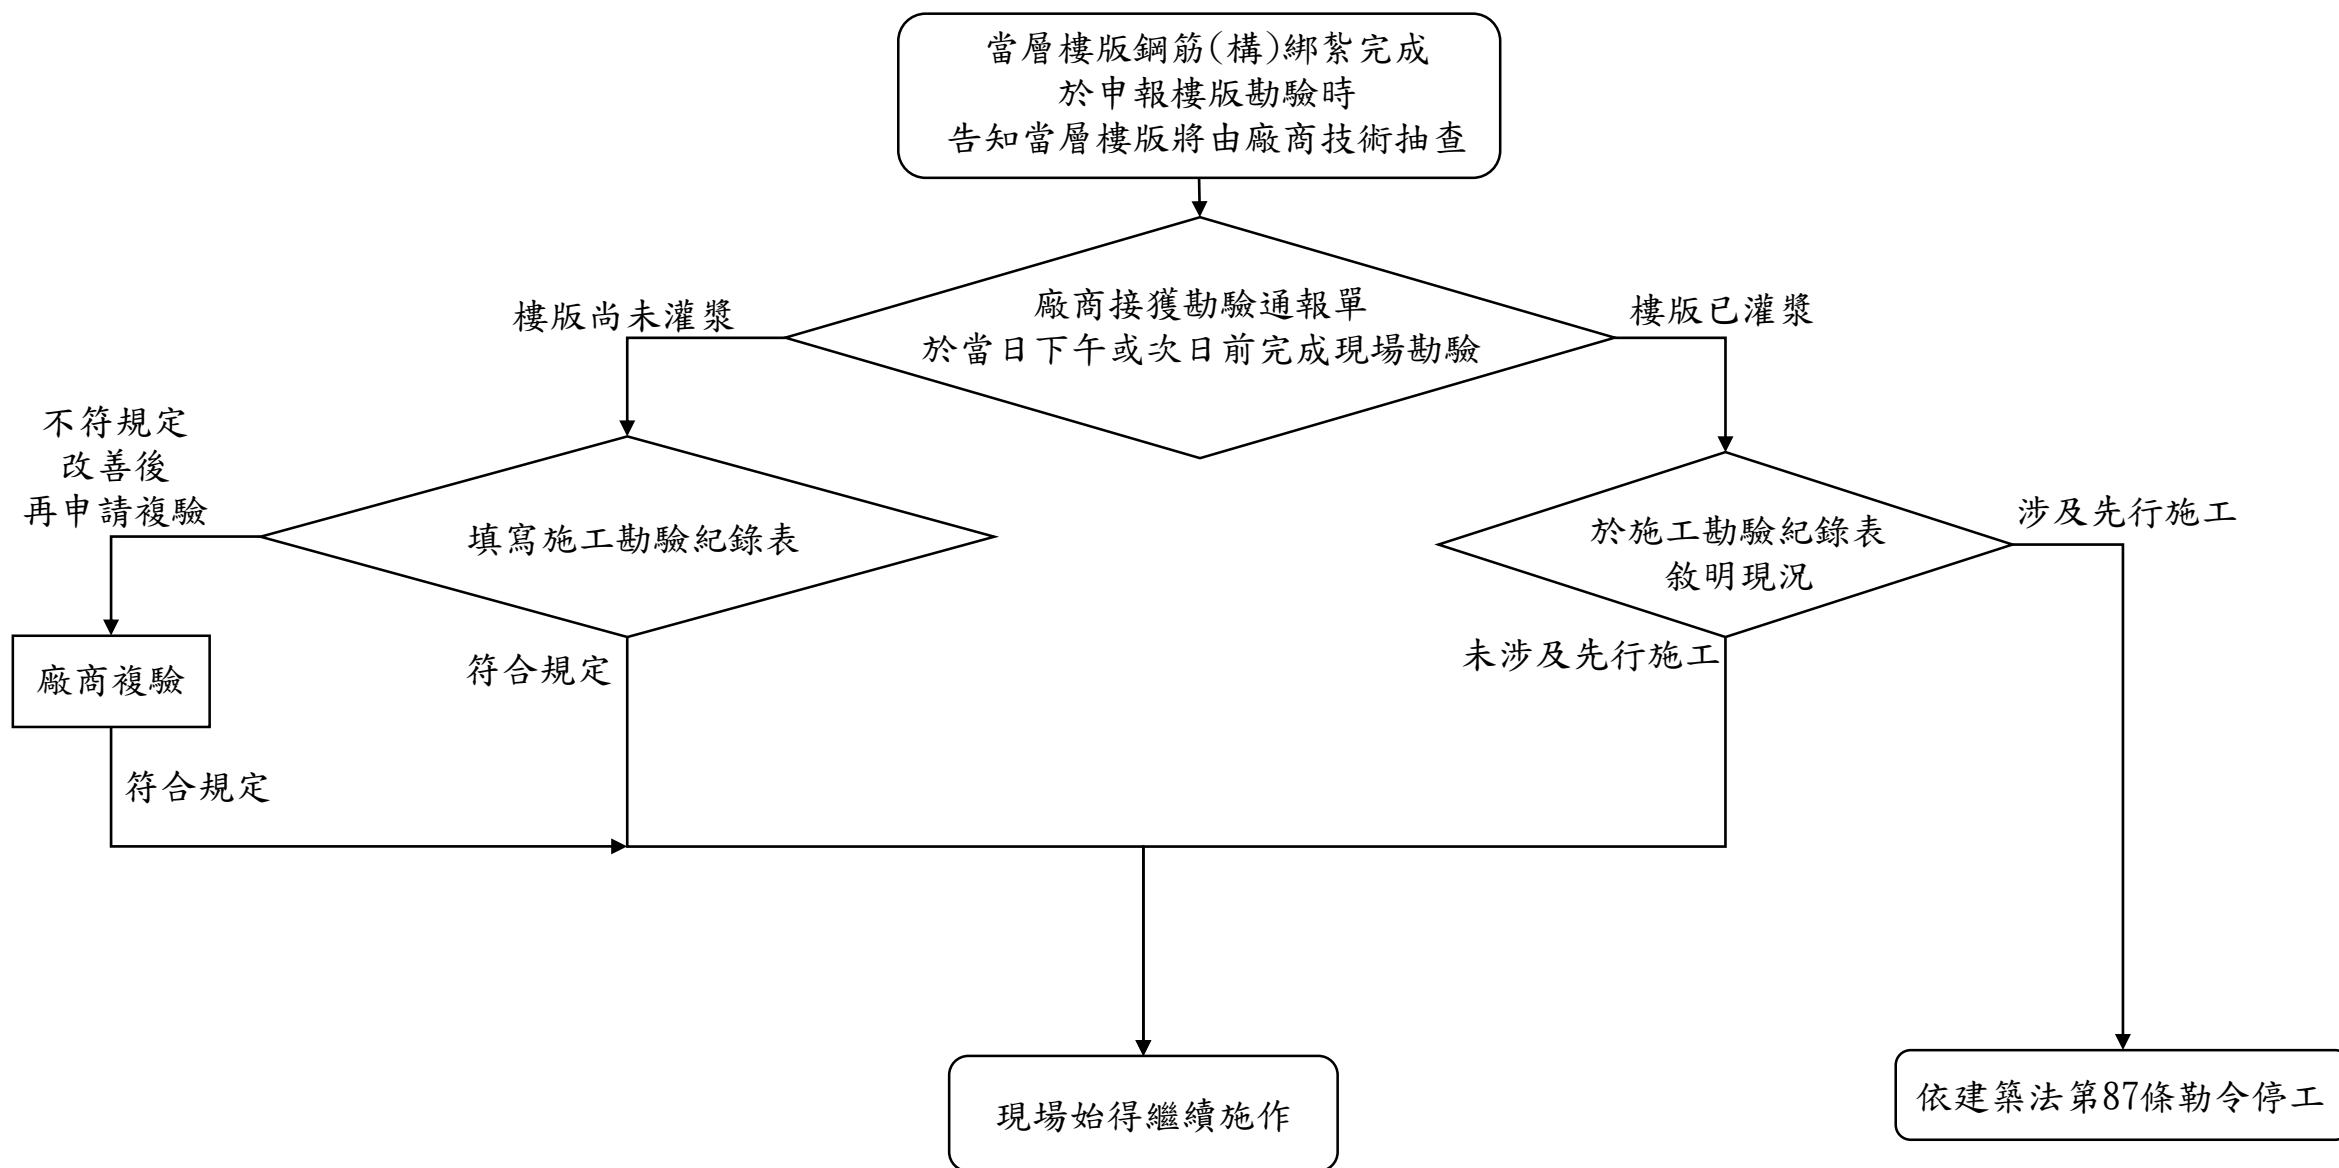 當層樓版鋼筋(構)綁紮完成
於申報樓版勘驗時
告知當層樓版將由廠商技術抽查
廠商接獲勘驗通報單
於當日下午或次日前完成現場勘驗
樓版尚未灌漿
樓版已灌漿
不符規定
改善後
再申請複驗
填寫施工勘驗紀錄表
於施工勘驗紀錄表
敘明現況
涉及先行施工
廠商複驗
符合規定
未涉及先行施工
符合規定
現場始得繼續施作
依建築法第87條勒令停工